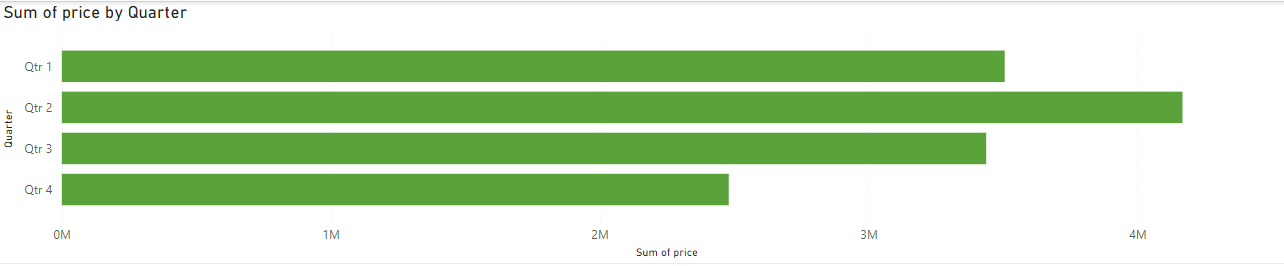 Sum of price by Quarter
Quarter
Qtr 1
Qtr 2
Qtr 3
Qtr 4
0M
1M
2M
3M
4M
Sum of price